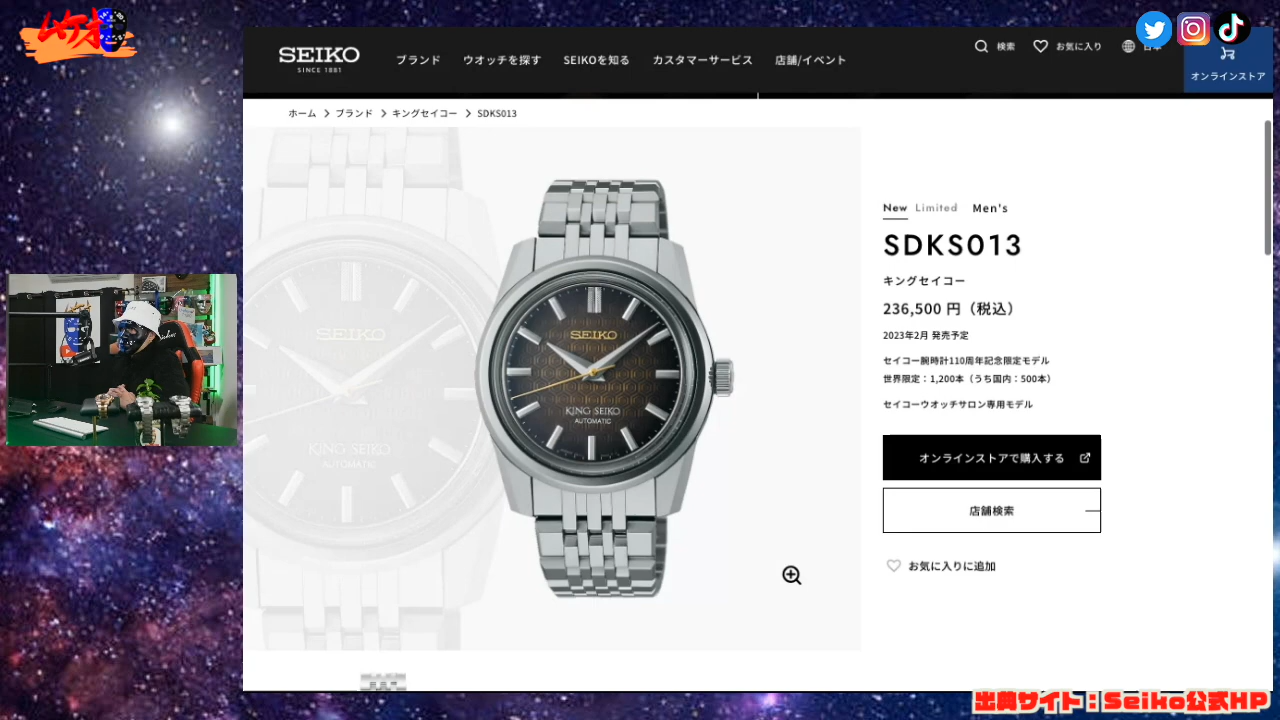 SEIKO
SINCE 1881
ブランド
ウオッチを探す
SEIKOを知る
カスタマーサービス
店舗/イベント
検索
お気に入り
オンラインストア
ホーム
ブランド
キングセイコー
SDKS013
SEIKO
KING SEIKO
AUTOMATIC
SEIKO
KING SEIKO
AUTOMATIC
New
Limited
Men's
SDKS013
キングセイコー
236,500 円（税込）
2023年2月 発売予定
セイコー腕時計110周年記念限定モデル
世界限定：1,200本（うち国内：500本）
セイコーウオッチサロン専用モデル
オンラインストアで購入する
店舗検索
お気に入りに追加
出典サイト：Seiko公式HP